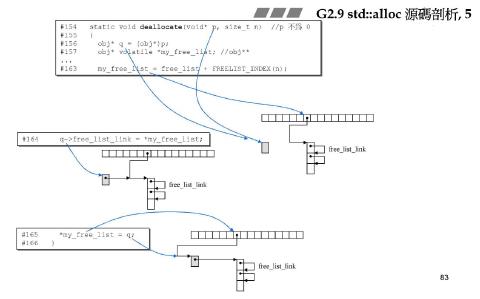 G2.9 std::alloc 源碼剖析, 5
#154 static void deallocate(void* p, size_t n) //p 不為 0
#155 {
#156 obj* q = (obj*)p;
#157 obj* volatile *my_free_list; //obj**
...
#163 my_free_list = free_list + FREELIST_INDEX(n);
free_list_link
#164 q->free_list_link = *my_free_list;
free_list_link
#165 *my_free_list = q;
#166 }
free_list_link
83